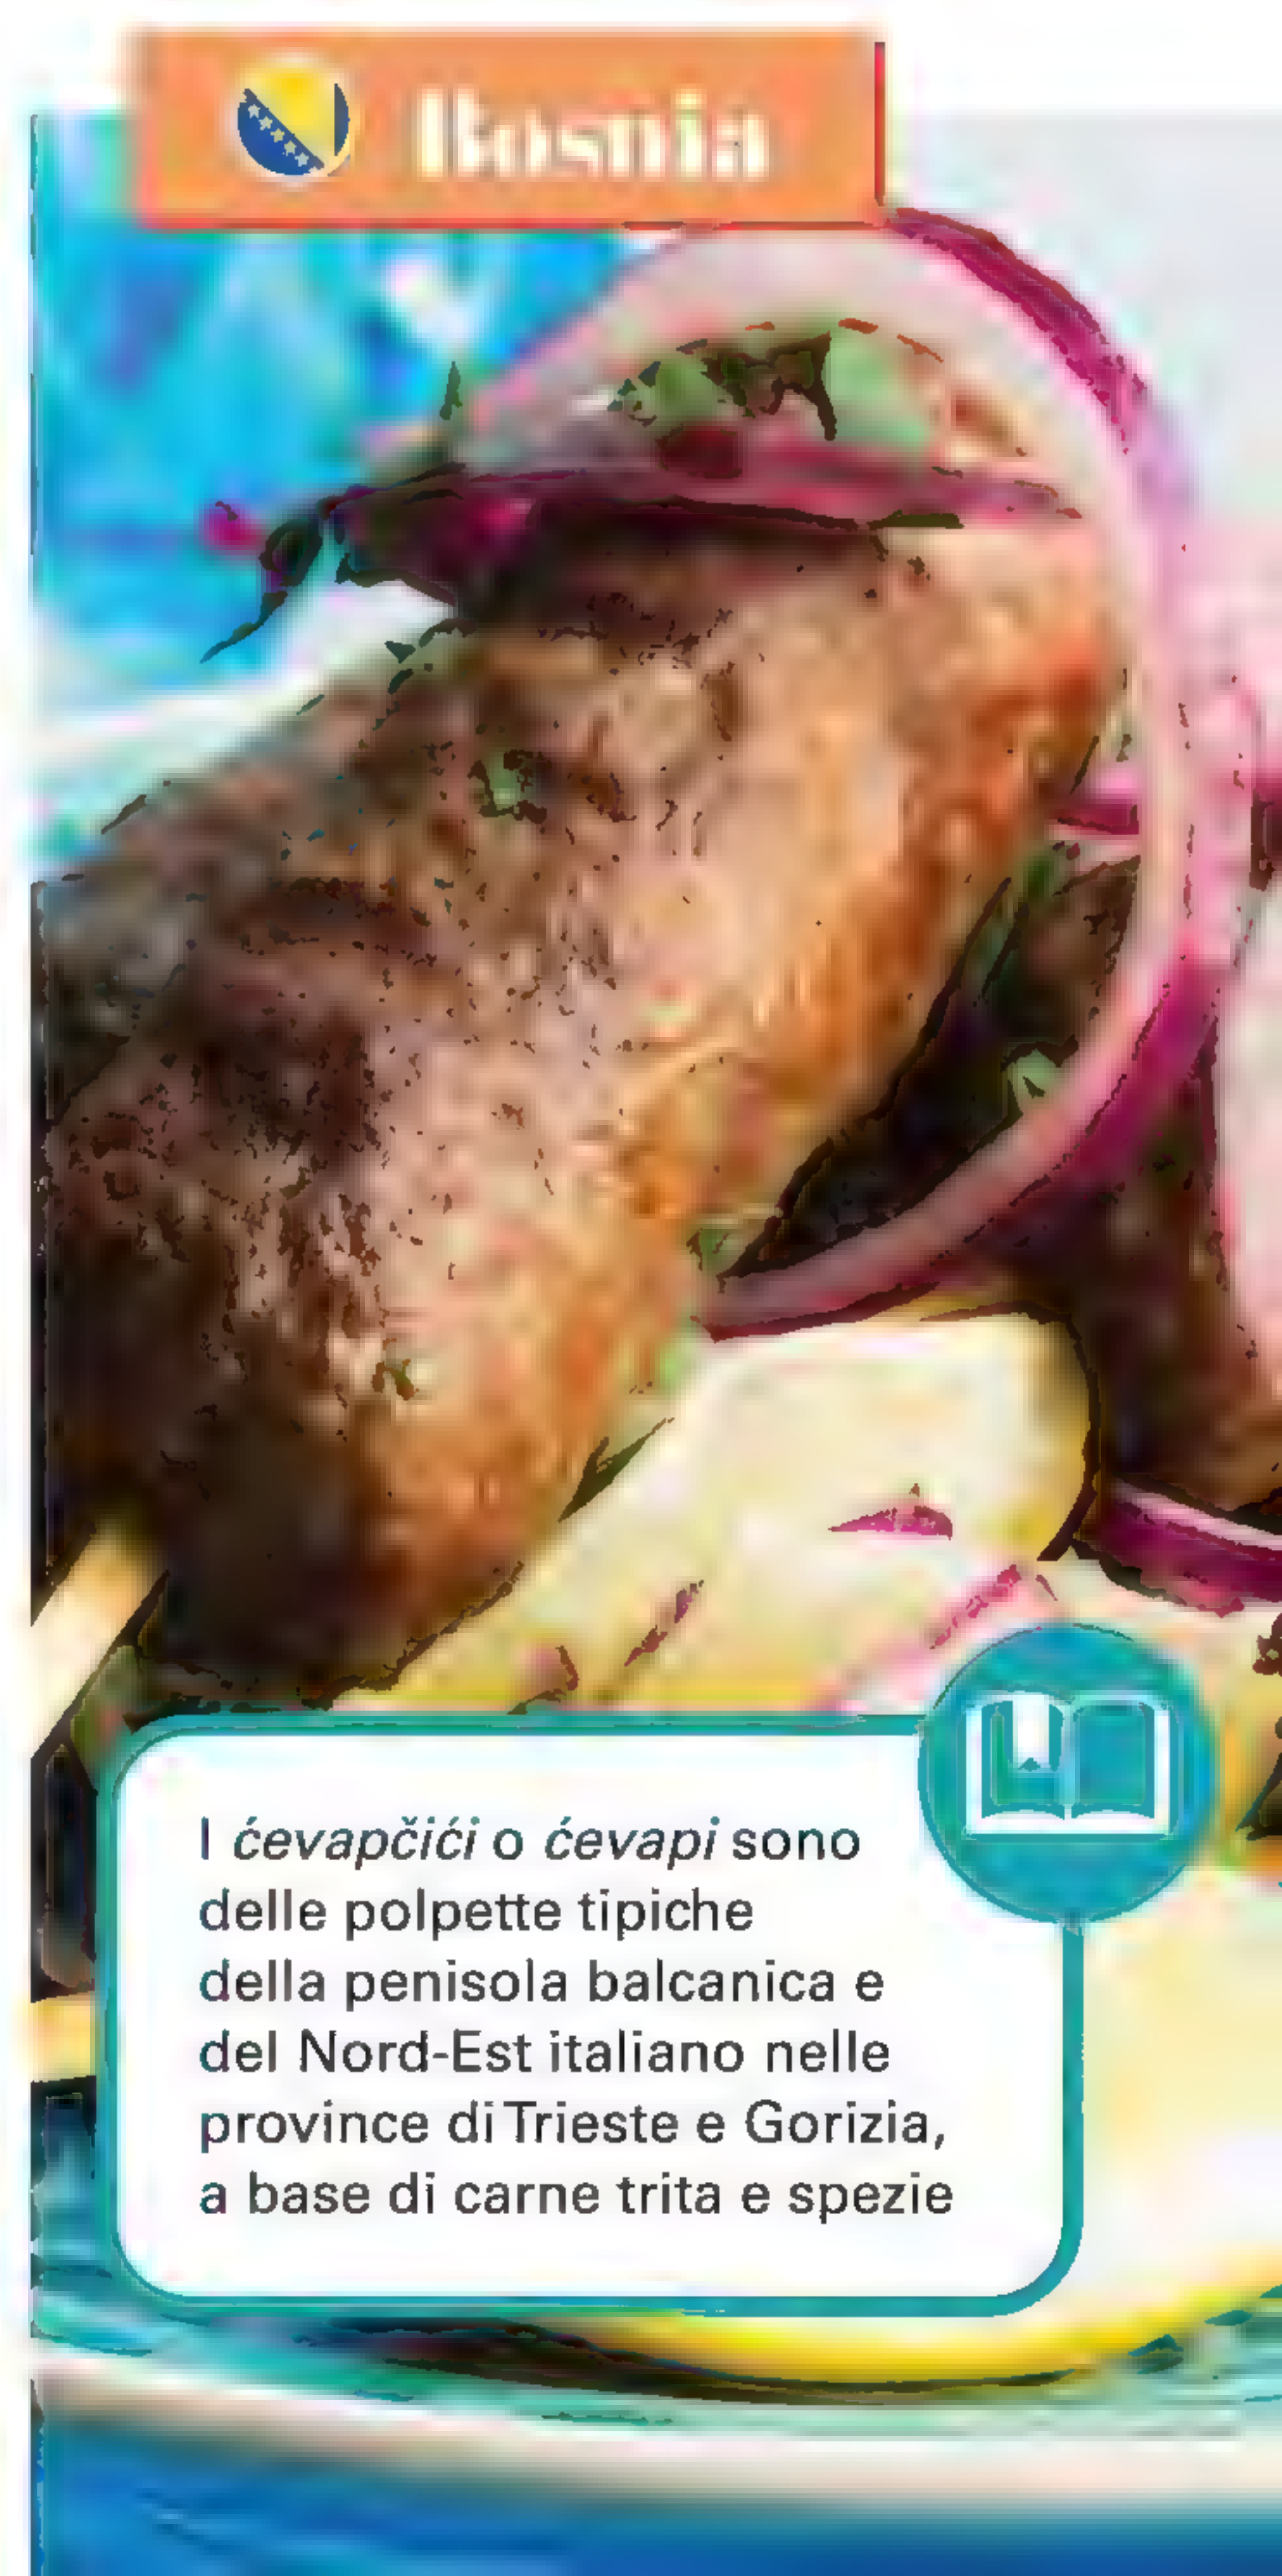 Bosnia
I ćevapčići o ćevapi sono
delle polpette tipiche
della penisola balcanica e
del Nord-Est italiano nelle
province di Trieste e Gorizia,
a base di carne trita e spezie